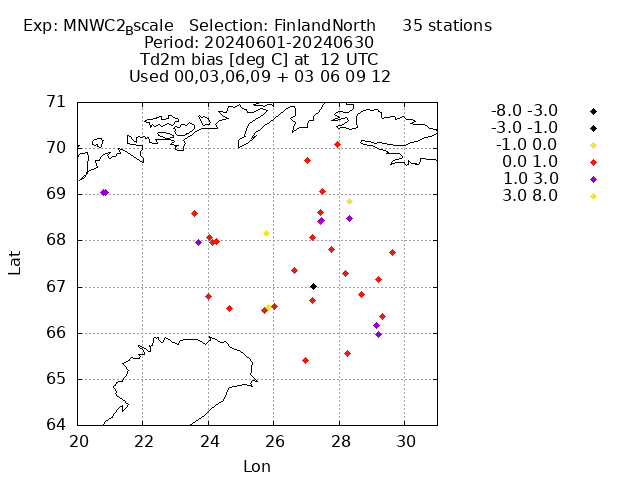 Exp: MNWC2Bscale   Selection: FinlandNorth     35 stations
Period: 20240601-20240630
Td2m bias [deg C] at  12 UTC
Used 00,03,06,09 + 03 06 09 12
-8.0 -3.0
-3.0 -1.0
-1.0 0.0
0.0 1.0
1.0 3.0
3.0 8.0
71
70
69
68
67
66
65
64
Lat
20 22 24 26 28 30
Lon